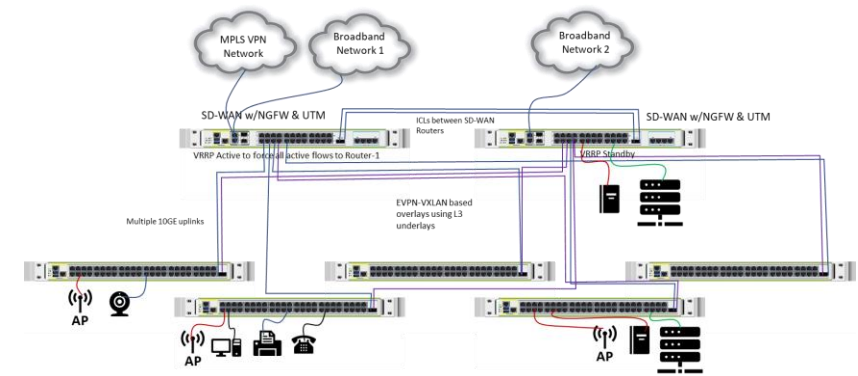 MPLS VPN
Network
Broadband
Network 1
Broadband
Network 2
SD-WAN w/NGFW & UTM
ICLs between SD-WAN
Routers
SD-WAN w/NGFW & UTM
VRRP Active to force all active flows to Router-1
VRRP Standby
Multiple 10GE uplinks
EVPN-VXLAN based
overlays using L3
underlays
AP
AP
AP